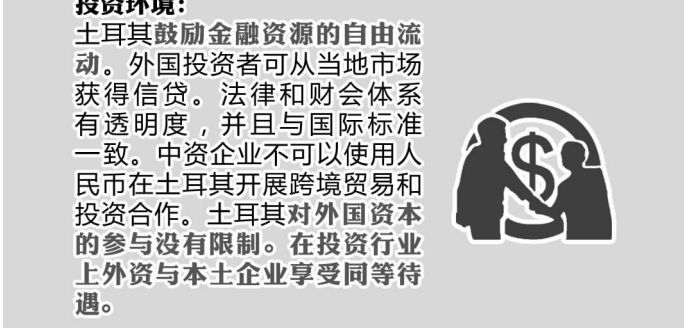 投资环境：
土耳其鼓励金融资源的自由流
动。外国投资者可从当地市场
获得信贷。法律和财会体系
有透明度，并且与国际标准
一致。中资企业不可以使用人
民币在土耳其开展跨境贸易和
投资合作。土耳其对外国资本
的参与没有限制。在投资行业
上外资与本土企业享受同等待
遇。
$